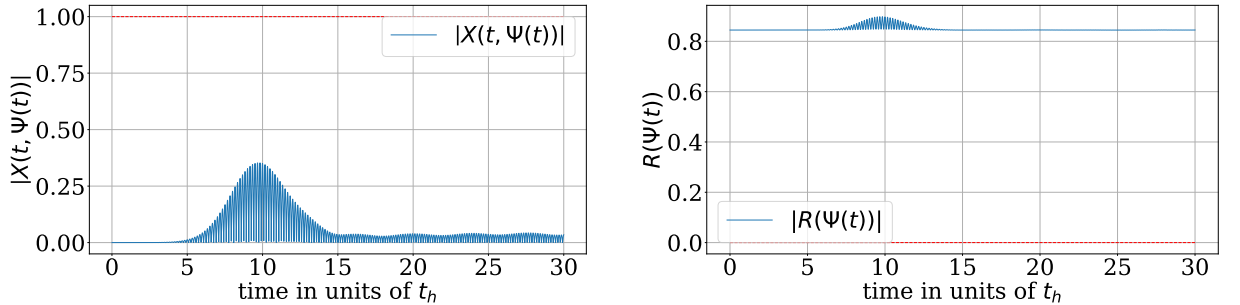 1.00
0.75
0.50
0.25
0.00
|X(t, Ψ(t))|
|X(t, Ψ(t))|
0 5 10 15 20 25 30
time in units of t_h
0.8
0.6
0.4
0.2
0.0
R(Ψ(t))
|R(Ψ(t))|
0 5 10 15 20 25 30
time in units of t_h